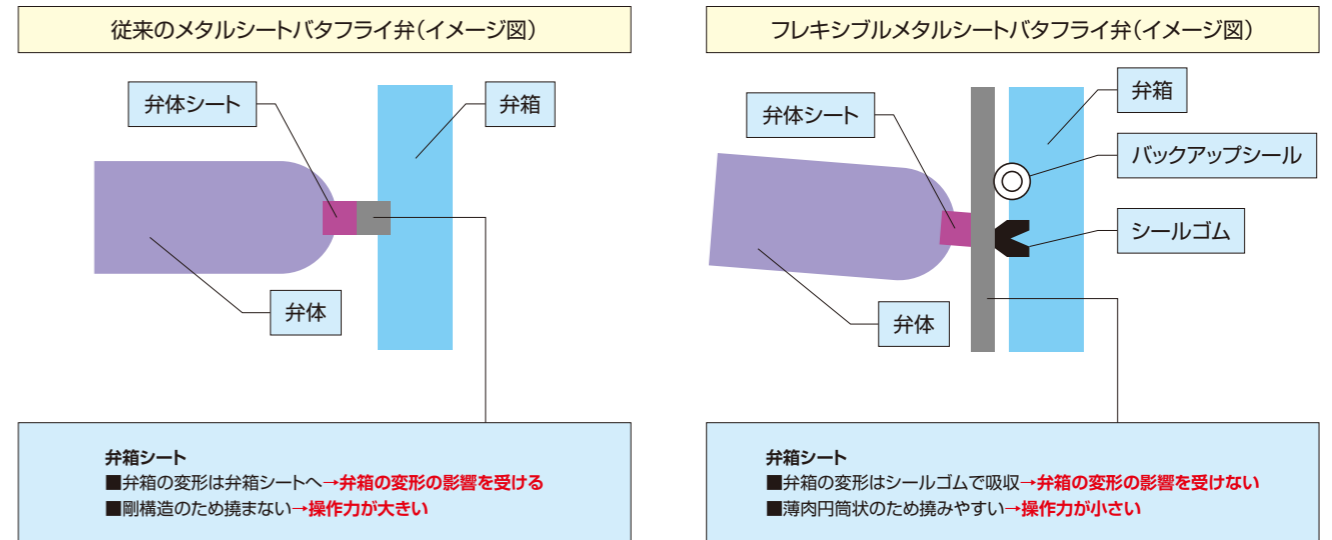 従来のメタルシートバタフライ弁(イメージ図)
弁体シート
弁箱
弁体
弁箱シート
■弁箱の変形は弁箱シートへ→弁箱の変形の影響を受ける
■剛構造のため撓まない→操作力が大きい
フレキシブルメタルシートバタフライ弁(イメージ図)
弁箱
弁体シート
バックアップシール
シールゴム
弁体
弁箱シート
■弁箱の変形はシールゴムで吸収→弁箱の変形の影響を受けない
■薄肉円筒状のため撓みやすい→操作力が小さい